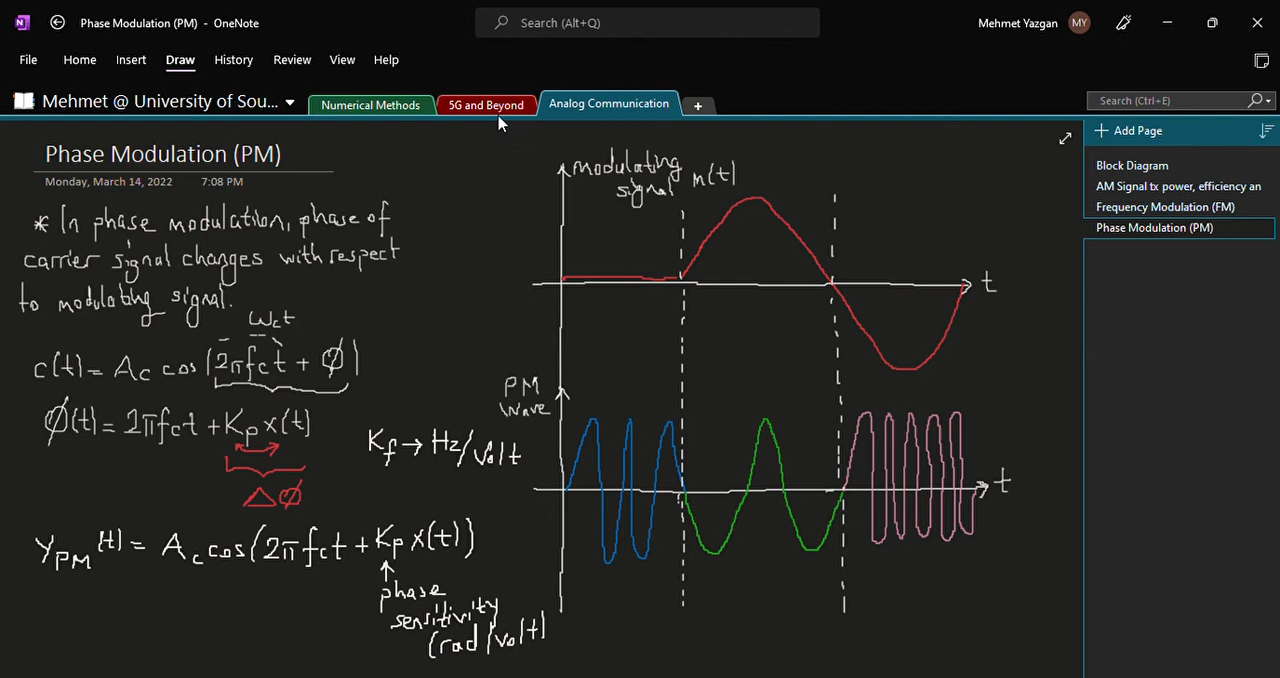 Phase Modulation (PM) - OneNote
Search (Alt+Q)
Mehmet Yazgan
MY
File Home Insert Draw History Review View Help
Mehmet @ University of Sou...
Numerical Methods
5G and Beyond
Analog Communication
+
Search (Ctrl+E)
+ Add Page
Block Diagram
AM Signal tx power, efficiency an
Frequency Modulation (FM)
Phase Modulation (PM)
Phase Modulation (PM)
Monday, March 14, 2022 7:08 PM
* In phase modulation, phase of
carrier signal changes with respect
to modulating signal.
ωct
c(t) = Ac cos(2πfct + Ø)
Ø(t) = 2πfct + Kp x(t)
ΔØ
Kf → Hz/volt
yPM(t) = Ac cos(2πfct + Kp x(t))
phase
sensitivity
(rad/volt)
modulating
signal m(t)
t
PM
wave
t